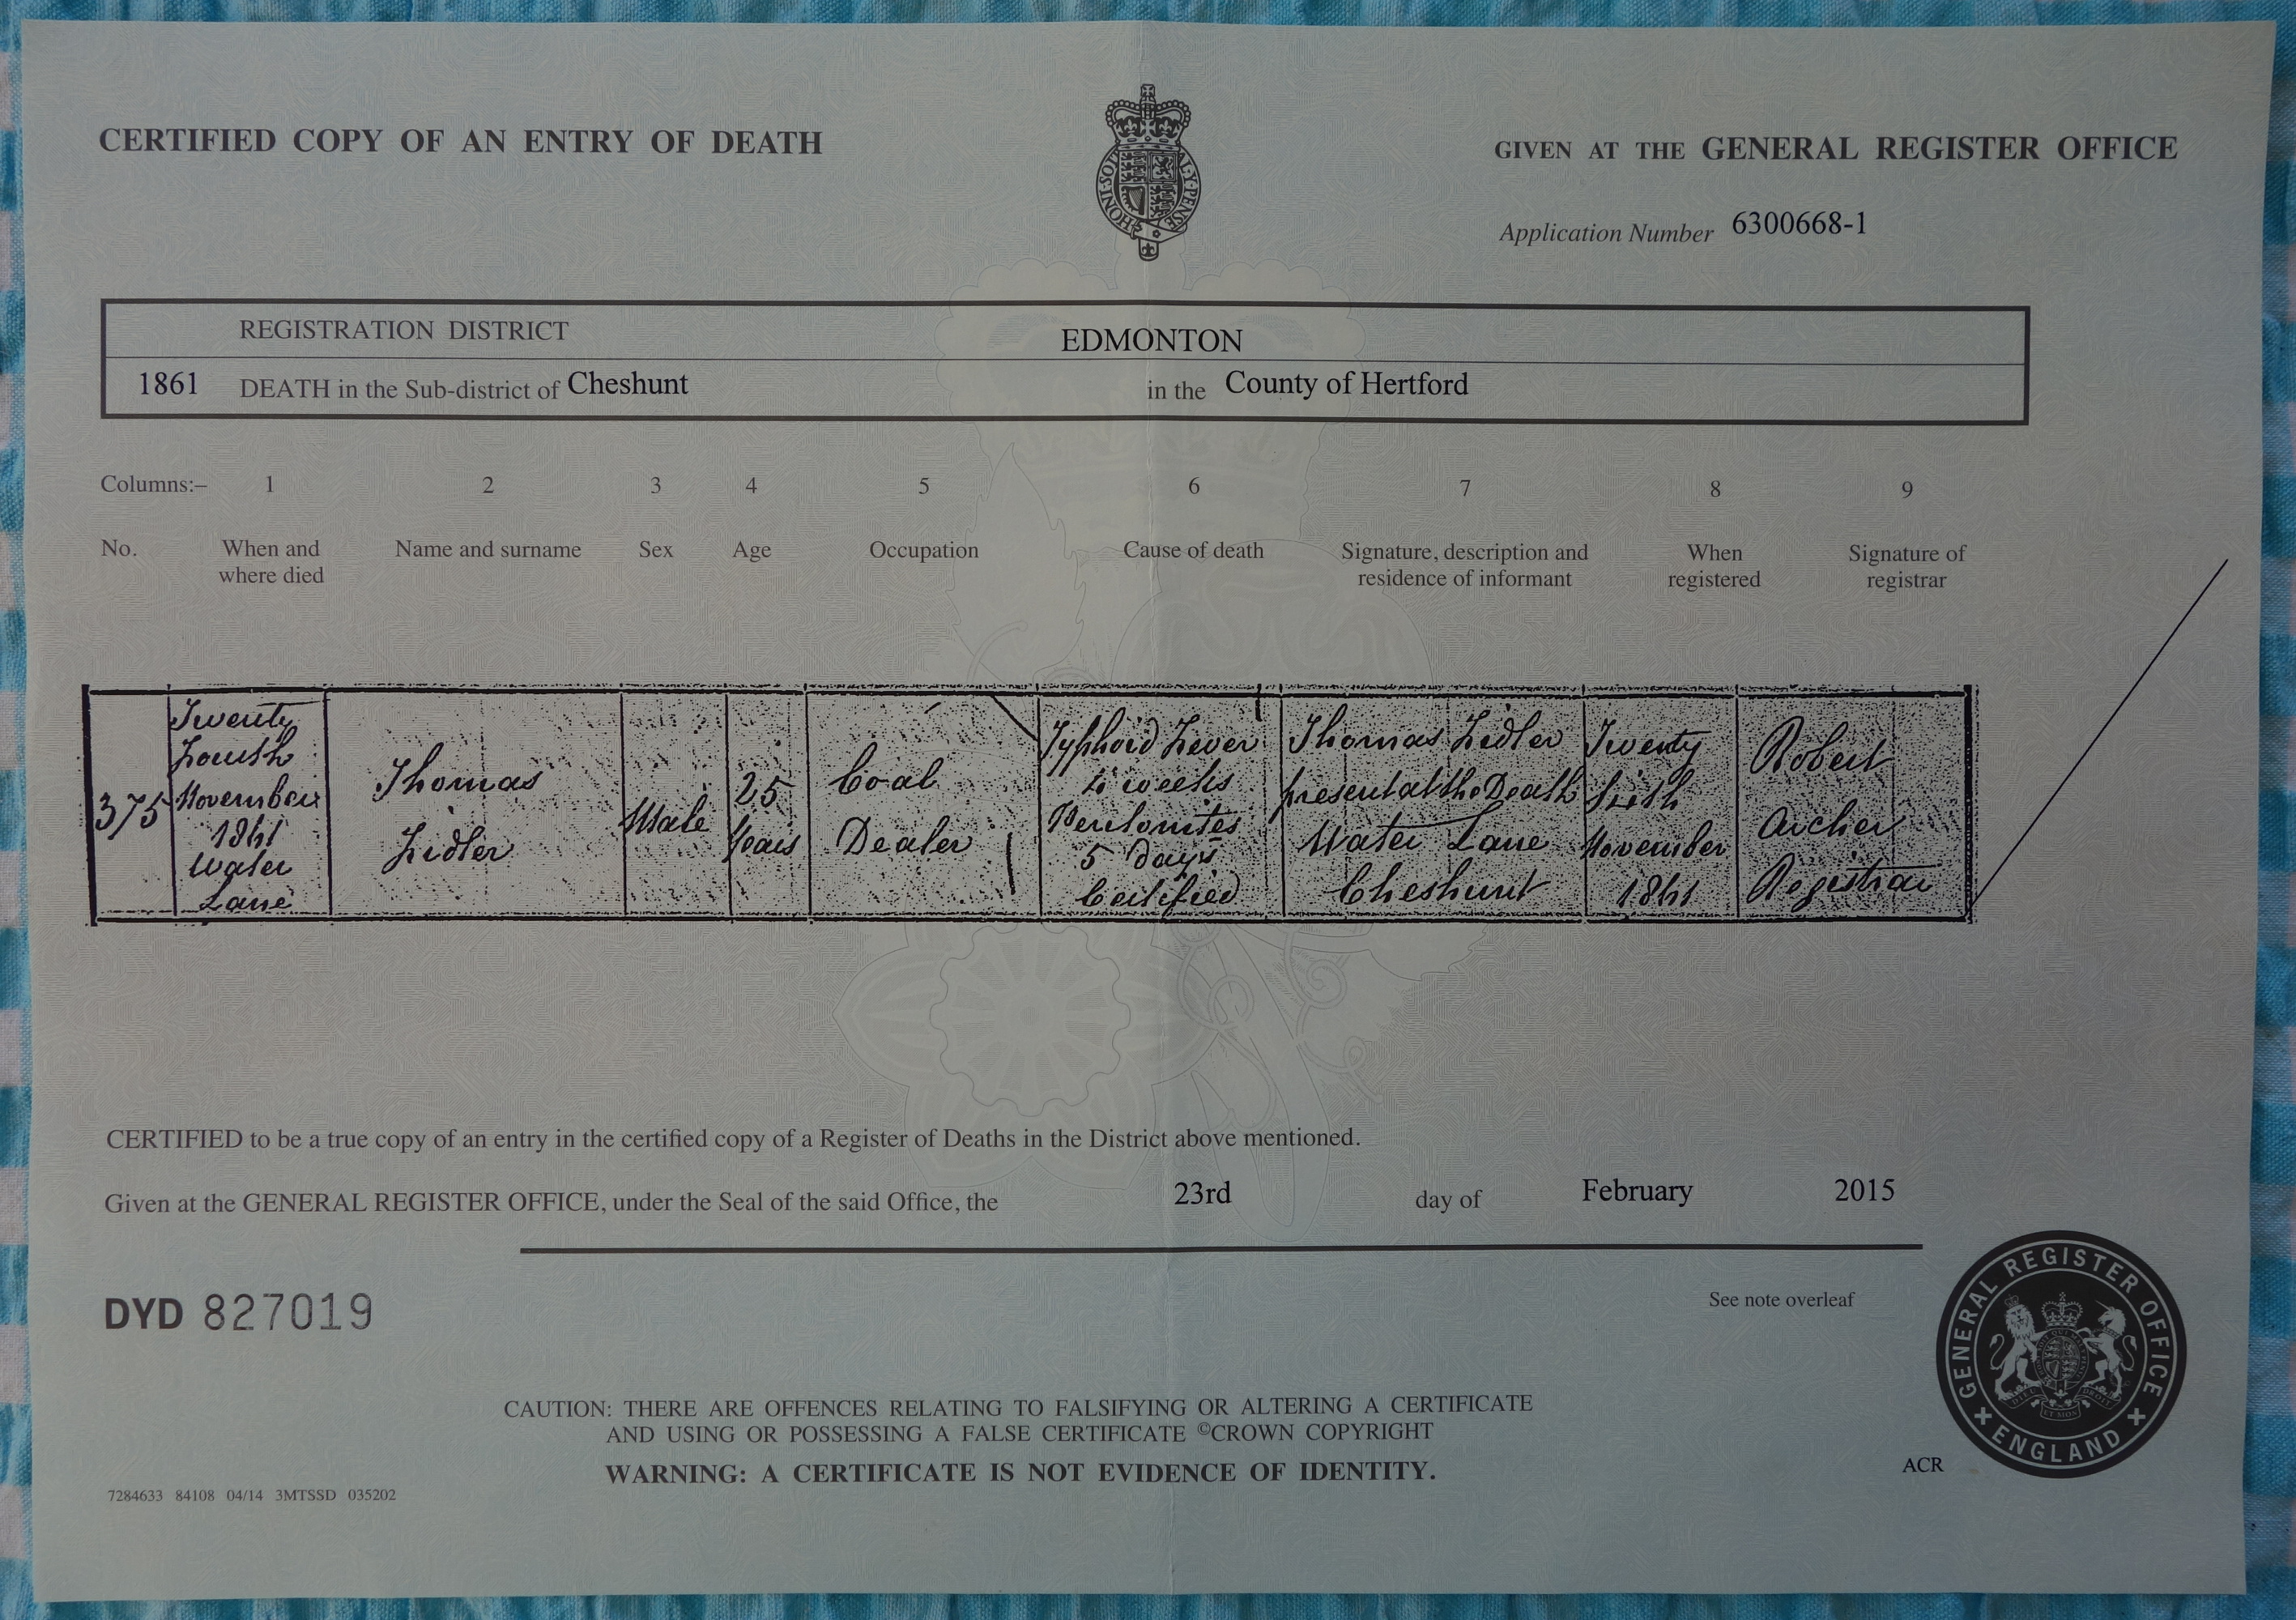 CERTIFIED COPY OF AN ENTRY OF DEATH
HONI·SOIT
Y·PENSE
GIVEN AT THE GENERAL REGISTER OFFICE
Application Number 6300668-1
REGISTRATION DISTRICT EDMONTON
1861 DEATH in the Sub-district of Cheshunt in the County of Hertford
Columns:– 1 2 3 4 5 6 7 8 9
No. When and where died Name and surname Sex Age Occupation Cause of death Signature, description and residence of informant When registered Signature of registrar
375
Twenty
Fourth
November
1861
Water
Lane
Thomas
Fidler
Male
25
Years
Coal
Dealer
Typhoid Fever
4 weeks
Peritonites
5 days
Certified
Thomas Fidler
present at the Death
Water Lane
Cheshunt
Twenty
Sixth
November
1861
Robert
Archer
Registrar
CERTIFIED to be a true copy of an entry in the certified copy of a Register of Deaths in the District above mentioned.
Given at the GENERAL REGISTER OFFICE, under the Seal of the said Office, the 23rd day of February 2015
DYD 827019
See note overleaf
GENERAL REGISTER OFFICE
ENGLAND
CAUTION: THERE ARE OFFENCES RELATING TO FALSIFYING OR ALTERING A CERTIFICATE
AND USING OR POSSESSING A FALSE CERTIFICATE ©CROWN COPYRIGHT
WARNING: A CERTIFICATE IS NOT EVIDENCE OF IDENTITY.
ACR
7284633 84108 04/14 3MTSSD 035202